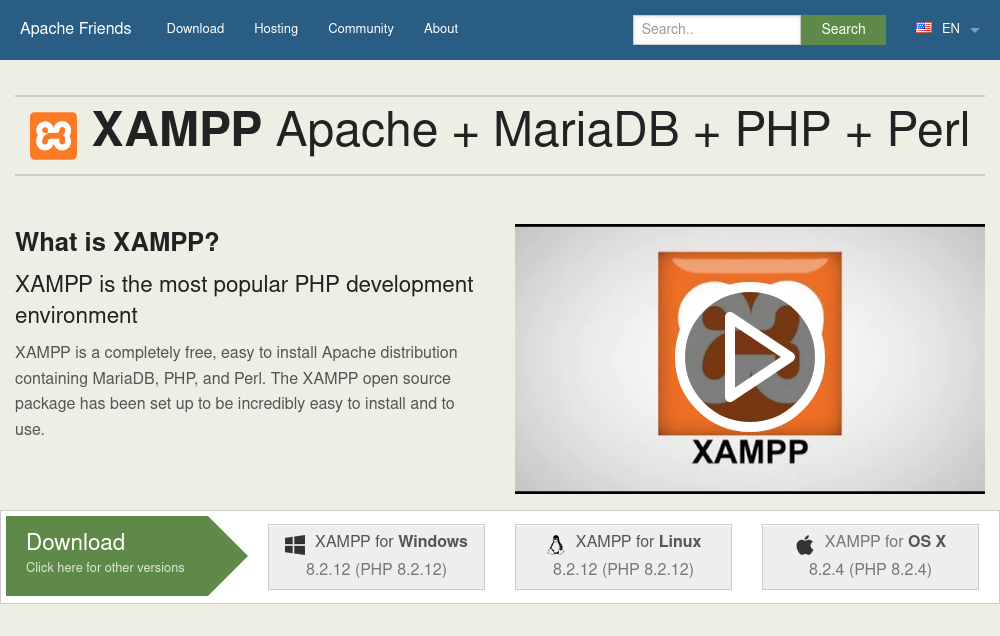 Apache Friends
Download
Hosting
Community
About
Search..
Search
EN
XAMPP Apache + MariaDB + PHP + Perl
What is XAMPP?
XAMPP is the most popular PHP development
environment
XAMPP is a completely free, easy to install Apache distribution
containing MariaDB, PHP, and Perl. The XAMPP open source
package has been set up to be incredibly easy to install and to
use.
XAMPP
Download
Click here for other versions
XAMPP for Windows
8.2.12 (PHP 8.2.12)
XAMPP for Linux
8.2.12 (PHP 8.2.12)
XAMPP for OS X
8.2.4 (PHP 8.2.4)